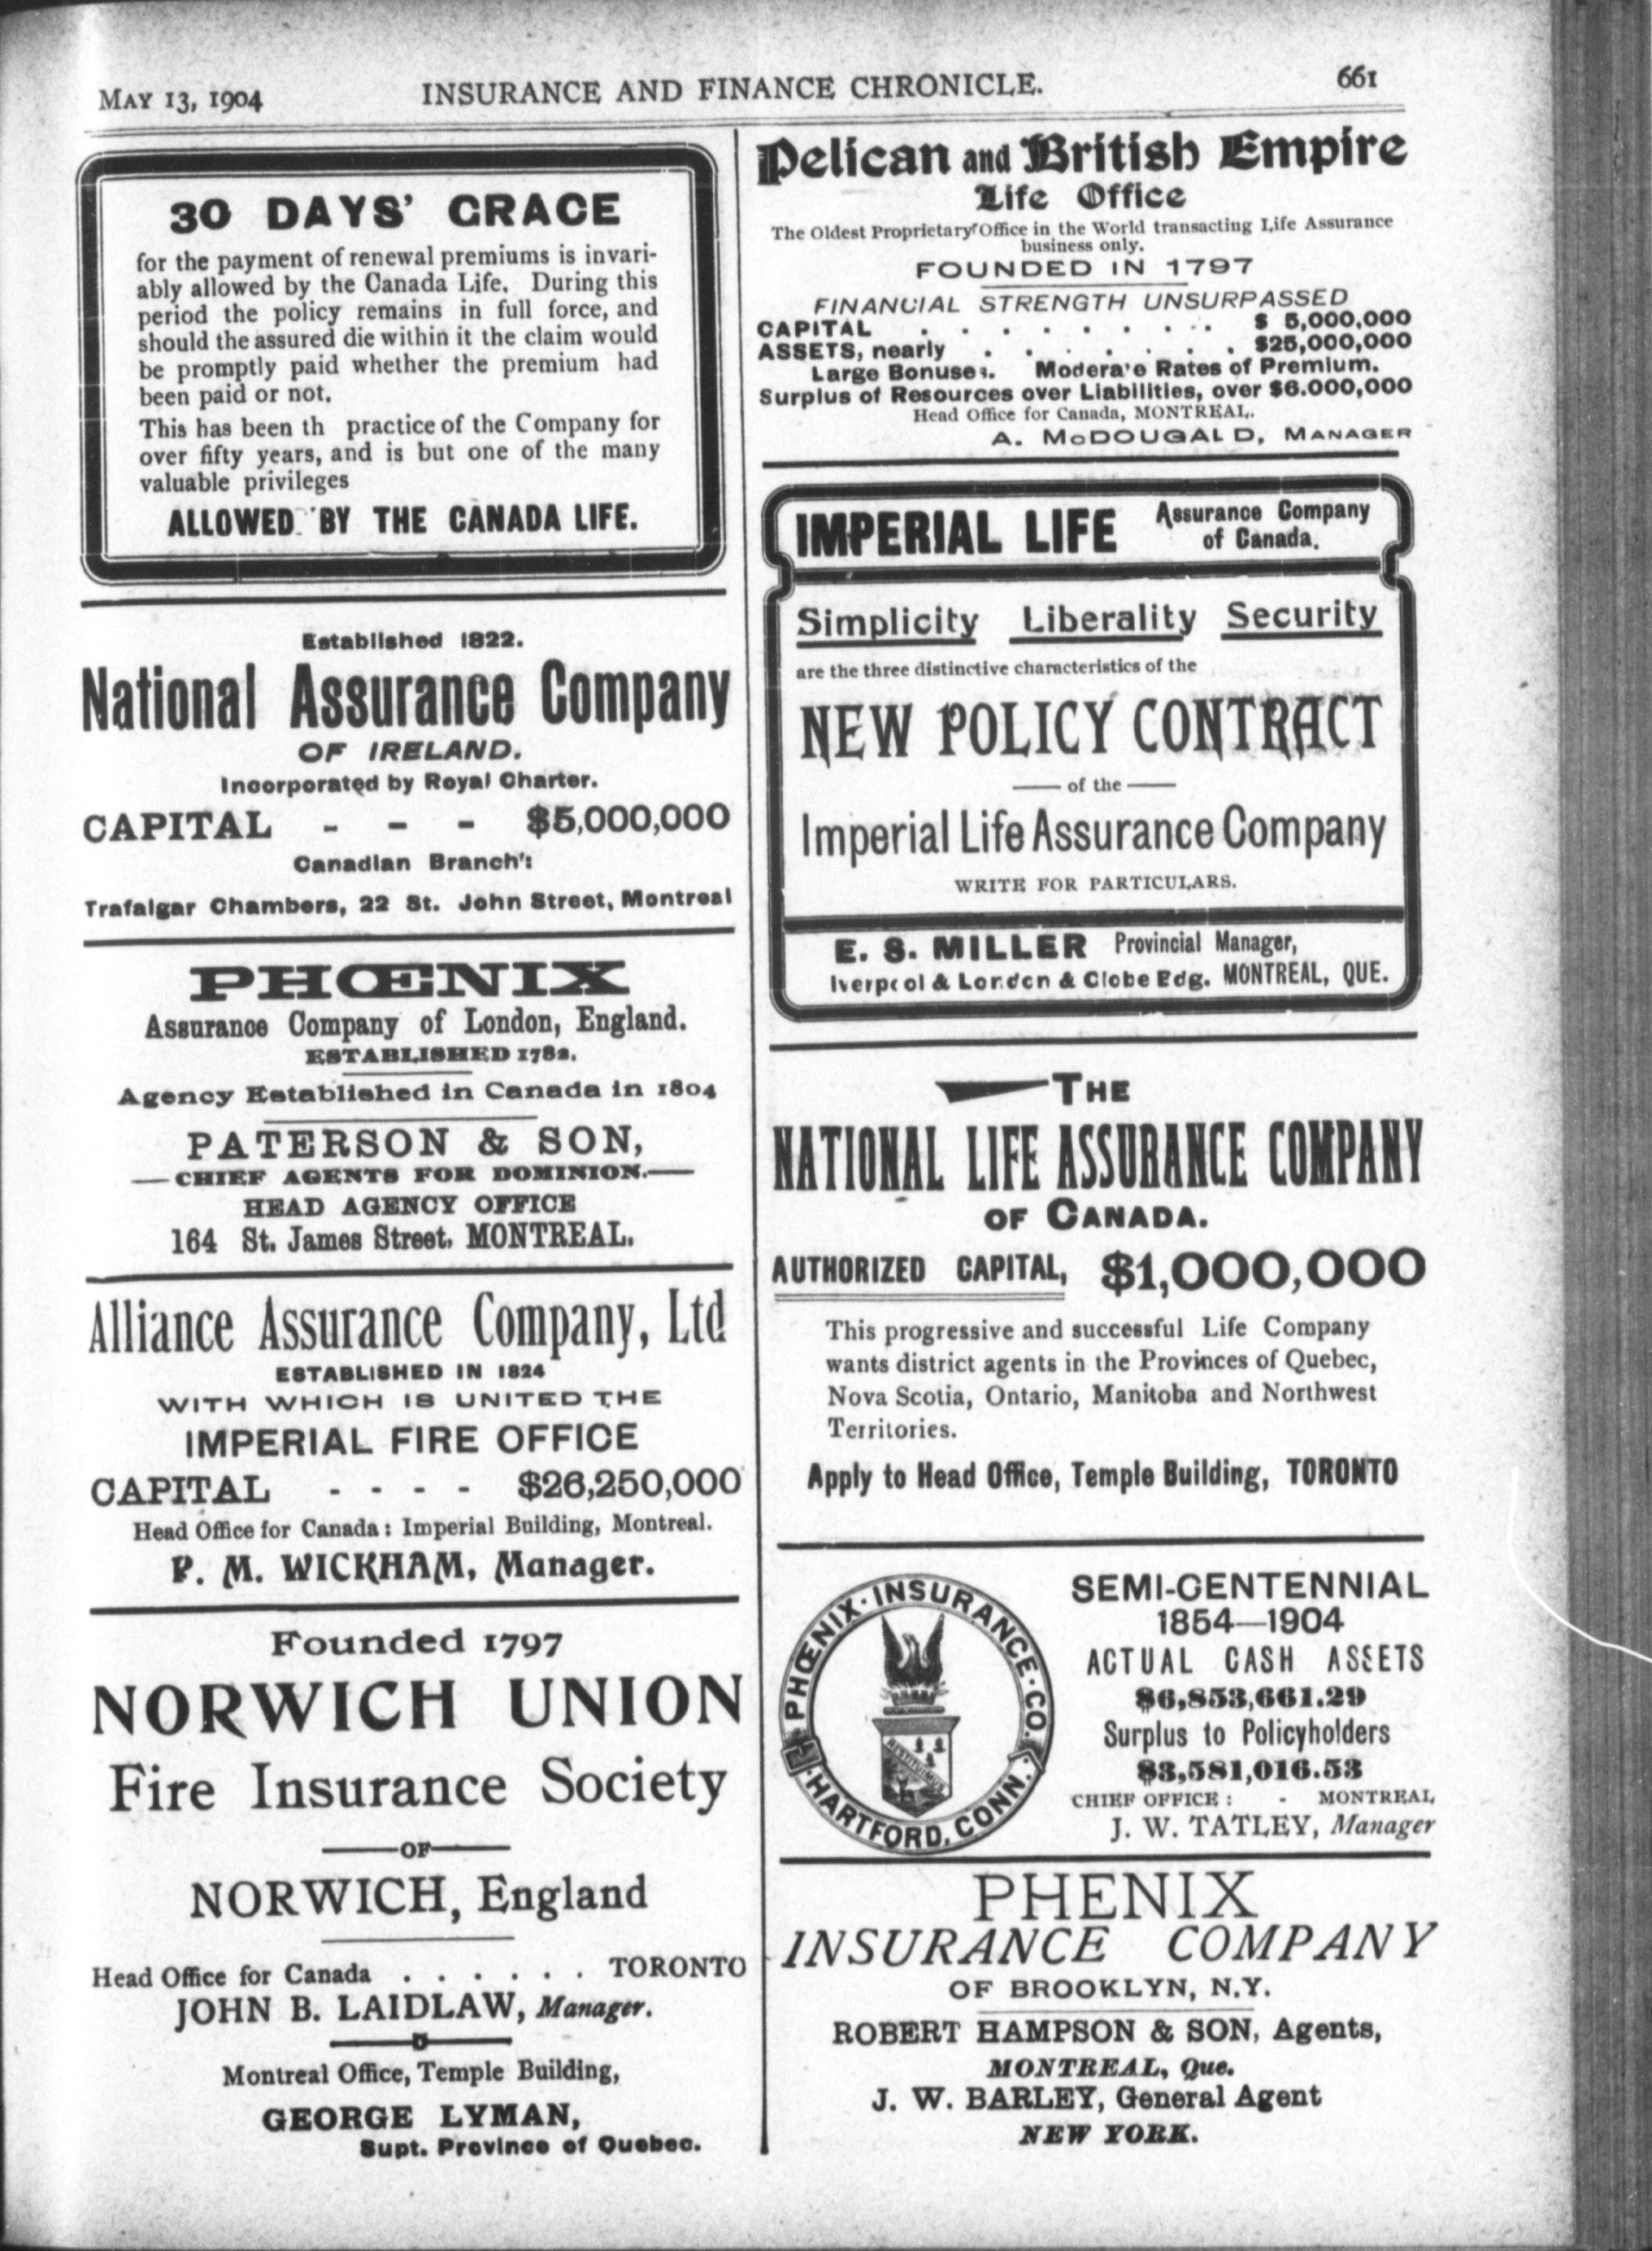 MAY 13, 1904 INSURANCE AND FINANCE CHRONICLE. 661
30 DAYS' GRACE
for the payment of renewal premiums is invari-
ably allowed by the Canada Life. During this
period the policy remains in full force, and
should the assured die within it the claim would
be promptly paid whether the premium had
been paid or not.
This has been th practice of the Company for
over fifty years, and is but one of the many
valuable privileges
ALLOWED BY THE CANADA LIFE.
Established 1822.
National Assurance Company
OF IRELAND.
Incorporated by Royal Charter.
CAPITAL - - - $5,000,000
Canadian Branch:
Trafalgar Chambers, 22 St. John Street, Montreal
PHŒNIX
Assurance Company of London, England.
ESTABLISHED 1782.
Agency Established in Canada in 1804
PATERSON & SON,
—CHIEF AGENTS FOR DOMINION.—
HEAD AGENCY OFFICE
164 St. James Street, MONTREAL.
Alliance Assurance Company, Ltd
ESTABLISHED IN 1824
WITH WHICH IS UNITED THE
IMPERIAL FIRE OFFICE
CAPITAL - - - - $26,250,000
Head Office for Canada: Imperial Building, Montreal.
P. M. WICKHAM, Manager.
Founded 1797
NORWICH UNION
Fire Insurance Society
—OF—
NORWICH, England
Head Office for Canada . . . . . . TORONTO
JOHN B. LAIDLAW, Manager.
Montreal Office, Temple Building,
GEORGE LYMAN,
Supt. Province of Quebec.
Pelican and British Empire
Life Office
The Oldest Proprietary Office in the World transacting Life Assurance
business only.
FOUNDED IN 1797
FINANCIAL STRENGTH UNSURPASSED
CAPITAL . . . . . . . . $ 5,000,000
ASSETS, nearly . . . . . . . $25,000,000
Large Bonuses. Modera'e Rates of Premium.
Surplus of Resources over Liabilities, over $6.000,000
Head Office for Canada, MONTREAL.
A. McDOUGALD, MANAGER
IMPERIAL LIFE Assurance Company
of Canada.
Simplicity Liberality Security
are the three distinctive characteristics of the
NEW POLICY CONTRACT
— of the —
Imperial Life Assurance Company
WRITE FOR PARTICULARS.
E. S. MILLER Provincial Manager,
Iverpool & London & Globe Bdg. MONTREAL, QUE.
THE
NATIONAL LIFE ASSURANCE COMPANY
OF CANADA.
AUTHORIZED CAPITAL, $1,000,000
This progressive and successful Life Company
wants district agents in the Provinces of Quebec,
Nova Scotia, Ontario, Manitoba and Northwest
Territories.
Apply to Head Office, Temple Building, TORONTO
PHŒNIX·INSURANCE·CO.
HARTFORD, CONN.
SEMI-CENTENNIAL
1854—1904
ACTUAL CASH ASSETS
$6,853,661.29
Surplus to Policyholders
$3,581,016.53
CHIEF OFFICE: - MONTREAL
J. W. TATLEY, Manager
PHENIX
INSURANCE COMPANY
OF BROOKLYN, N.Y.
ROBERT HAMPSON & SON, Agents,
MONTREAL, Que.
J. W. BARLEY, General Agent
NEW YORK.